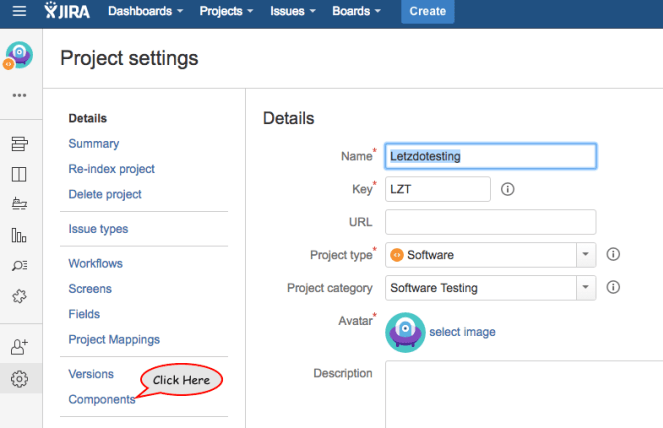 JIRA Dashboards Projects Issues Boards Create
Project settings
Details
Summary
Re-index project
Delete project
Issue types
Workflows
Screens
Fields
Project Mappings
Versions
Components
Click Here
Details
Name* Letzdotesting
Key* LZT
URL
Project type* Software
Project category Software Testing
Avatar* select image
Description